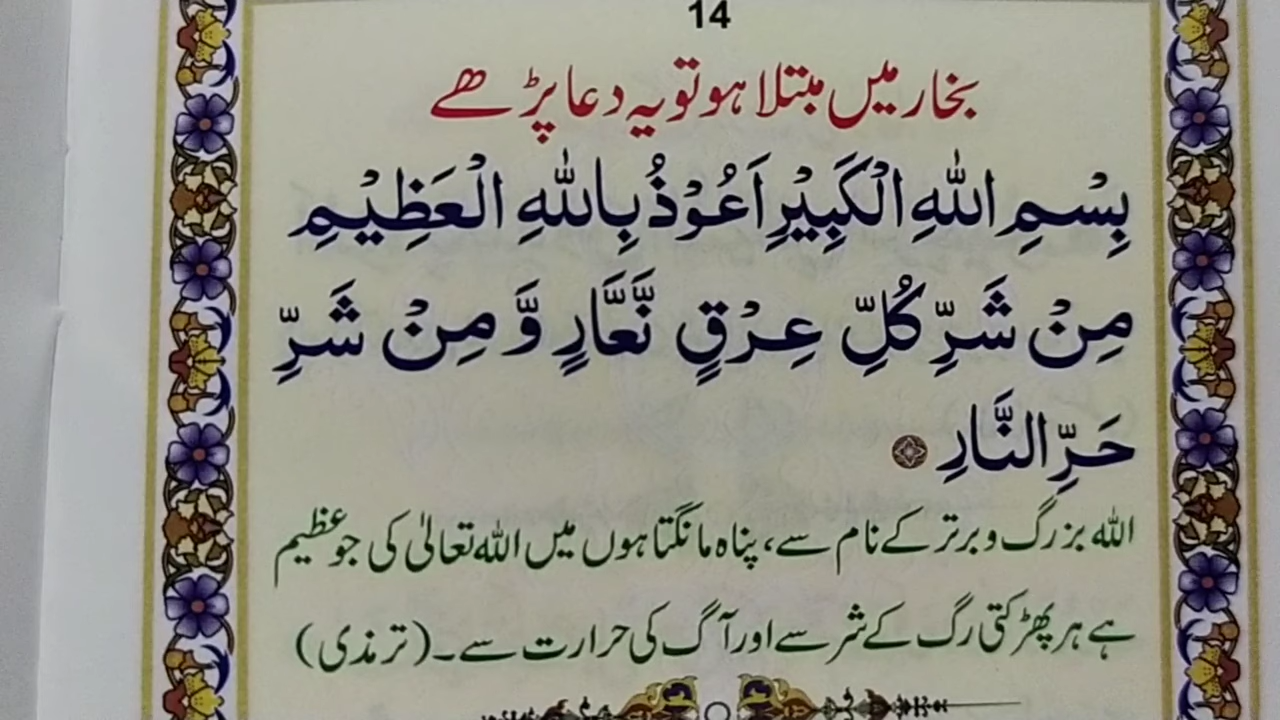 14
بخار میں مبتلا ہو تو یہ دعا پڑھے
بِسْمِ اللهِ الْكَبِيْرِ اَعُوْذُ بِاللهِ الْعَظِيْمِ
مِنْ شَرِّ كُلِّ عِرْقٍ نَّعَّارٍ وَّ مِنْ شَرِّ
حَرِّ النَّارِ
اللہ بزرگ و برتر کے نام سے، پناہ مانگتا ہوں میں اللہ تعالیٰ کی جو عظیم
ہے ہر پھڑکتی رگ کے شر سے اور آگ کی حرارت سے۔ (ترمذی)